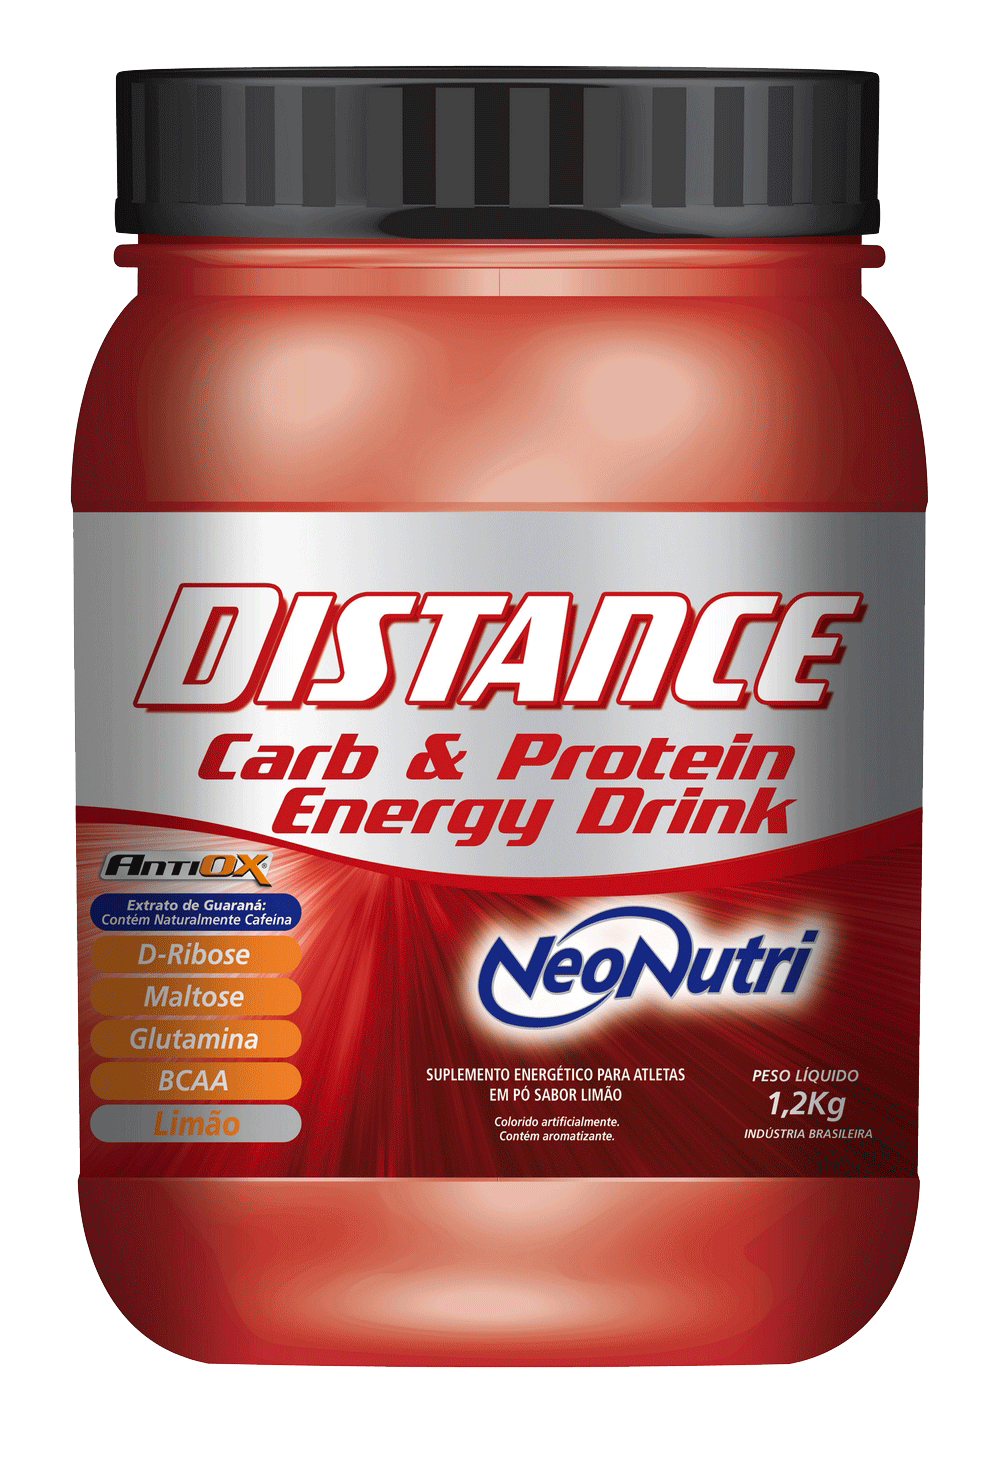 DISTANCE
Carb & Protein
Energy Drink
ANTIOX®
Extrato de Guaraná:
Contém Naturalmente Cafeína
D-Ribose
Maltose
Glutamina
BCAA
Limão
NeoNutri
SUPLEMENTO ENERGÉTICO PARA ATLETAS
EM PÓ SABOR LIMÃO
Colorido artificialmente.
Contém aromatizante.
PESO LÍQUIDO
1,2Kg
INDÚSTRIA BRASILEIRA